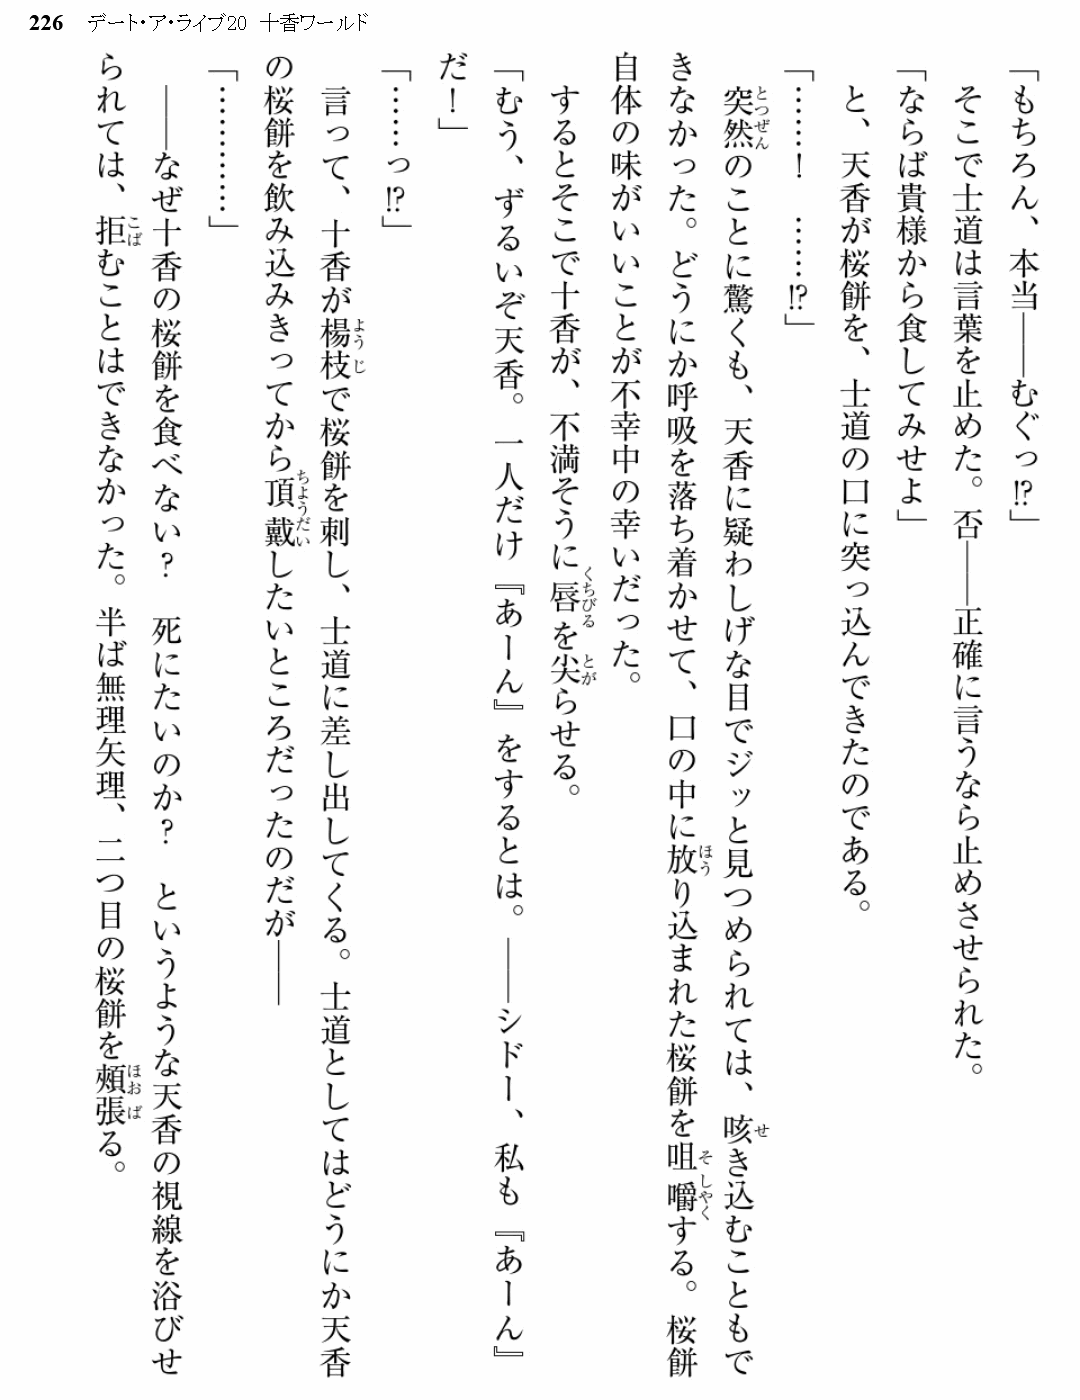 226 デート・ア・ライブ20 十香ワールド
「もちろん、本当――むぐっ!?」
そこで士道は言葉を止めた。否――正確に言うなら止めさせられた。
「ならば貴様から食してみせよ」
と、天香が桜餅を、士道の口に突っ込んできたのである。
「……！　……!?」
突然のことに驚くも、天香に疑わしげな目でジッと見つめられては、咳き込むこともで
きなかった。どうにか呼吸を落ち着かせて、口の中に放り込まれた桜餅を咀嚼する。桜餅
自体の味がいいことが不幸中の幸いだった。
するとそこで十香が、不満そうに唇を尖らせる。
「むう、ずるいぞ天香。一人だけ『あーん』をするとは。――シドー、私も『あーん』
だ！」
「……っ!?」
言って、十香が楊枝で桜餅を刺し、士道に差し出してくる。士道としてはどうにか天香
の桜餅を飲み込みきってから頂戴したいところだったのだが――
「…………」
――なぜ十香の桜餅を食べない？　死にたいのか？　というような天香の視線を浴びせ
られては、拒むことはできなかった。半ば無理矢理、二つ目の桜餅を頬張る。